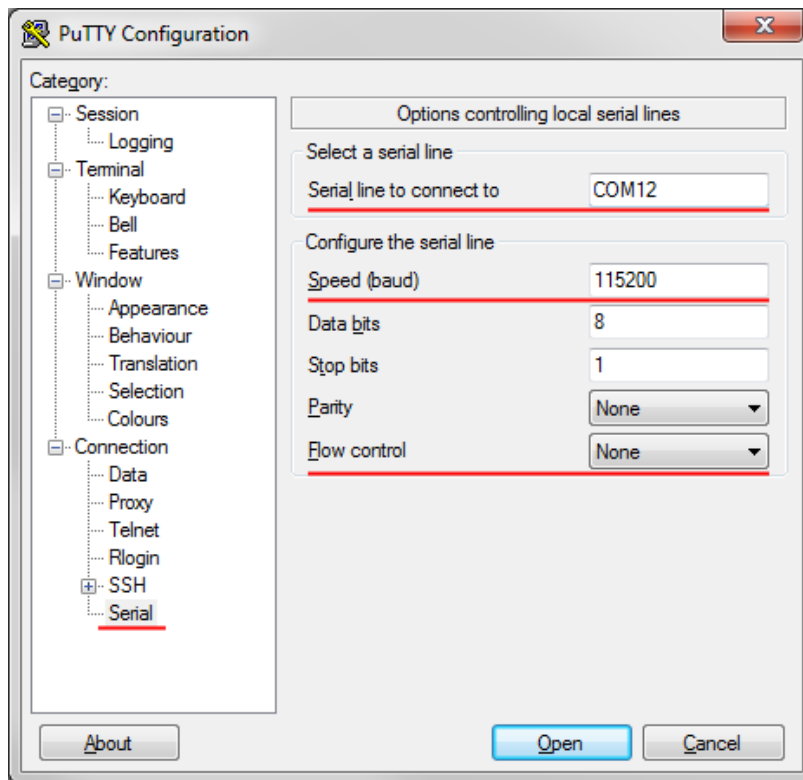 PuTTY Configuration
Category:
Session
Logging
Terminal
Keyboard
Bell
Features
Window
Appearance
Behaviour
Translation
Selection
Colours
Connection
Data
Proxy
Telnet
Rlogin
SSH
Serial
Options controlling local serial lines
Select a serial line
Serial line to connect to COM12
Configure the serial line
Speed (baud) 115200
Data bits 8
Stop bits 1
Parity None
Flow control None
About Open Cancel